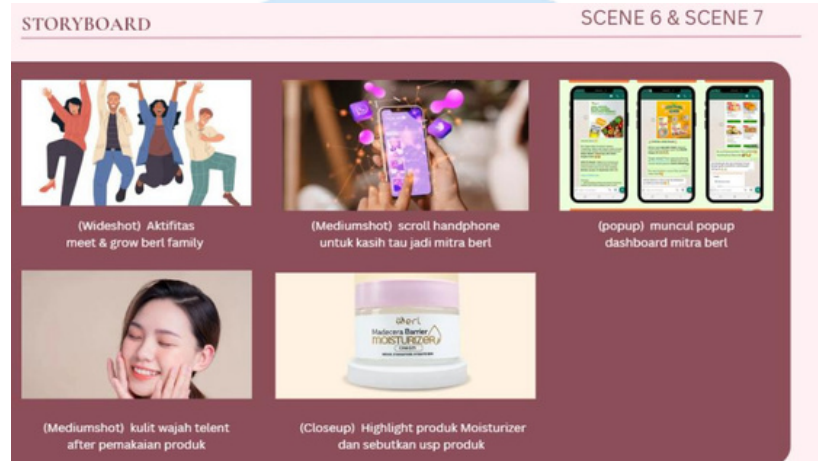 STORYBOARD
SCENE 6 & SCENE 7
(Wideshot) Aktifitas
meet & grow berl family
(Mediumshot) scroll handphone
untuk kasih tau jadi mitra berl
(popup) muncul popup
dashboard mitra berl
(Mediumshot) kulit wajah telent
after pemakaian produk
berl
Madecera Barrier
MOISTURIZER
(Closeup) Highlight produk Moisturizer
dan sebutkan usp produk